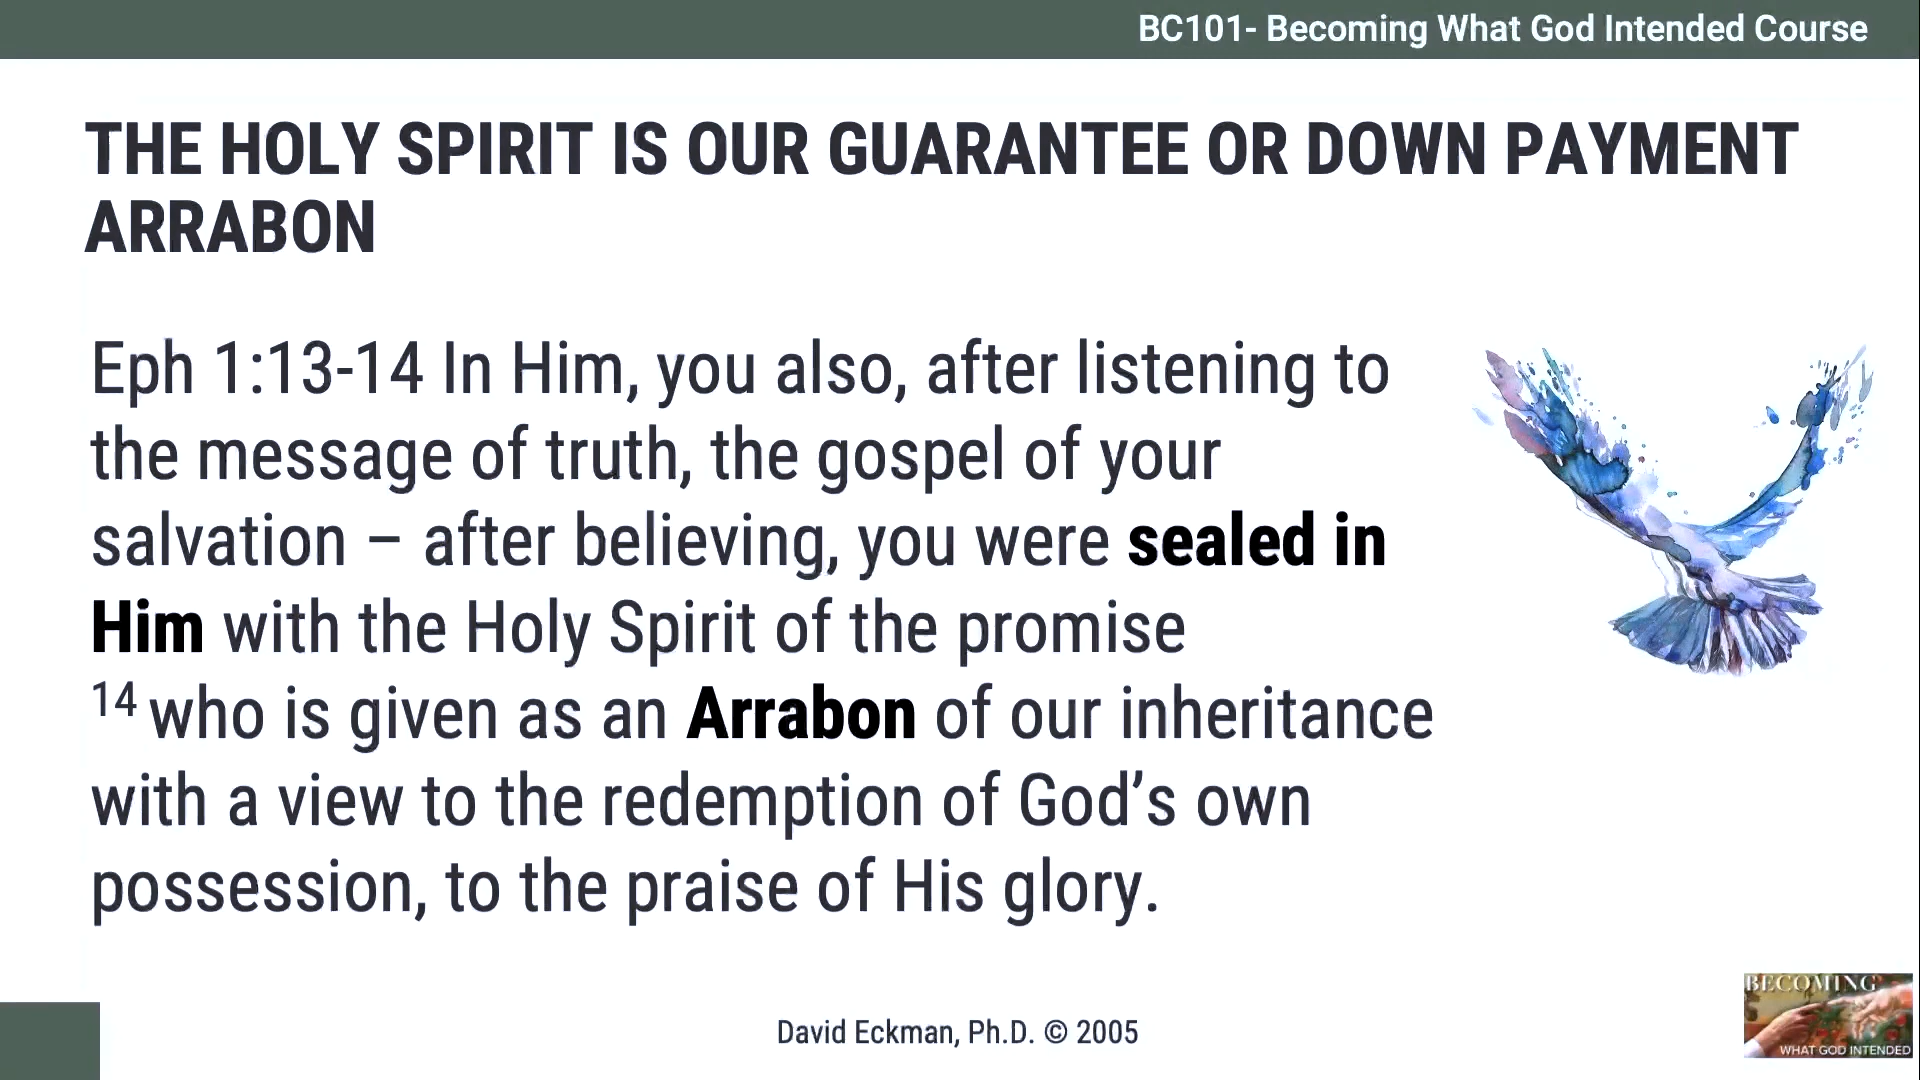 BC101- Becoming What God Intended Course
THE HOLY SPIRIT IS OUR GUARANTEE OR DOWN PAYMENT
ARRABON
Eph 1:13-14 In Him, you also, after listening to
the message of truth, the gospel of your
salvation – after believing, you were sealed in
Him with the Holy Spirit of the promise
14 who is given as an Arrabon of our inheritance
with a view to the redemption of God’s own
possession, to the praise of His glory.
David Eckman, Ph.D. © 2005
BECOMING
WHAT GOD INTENDED